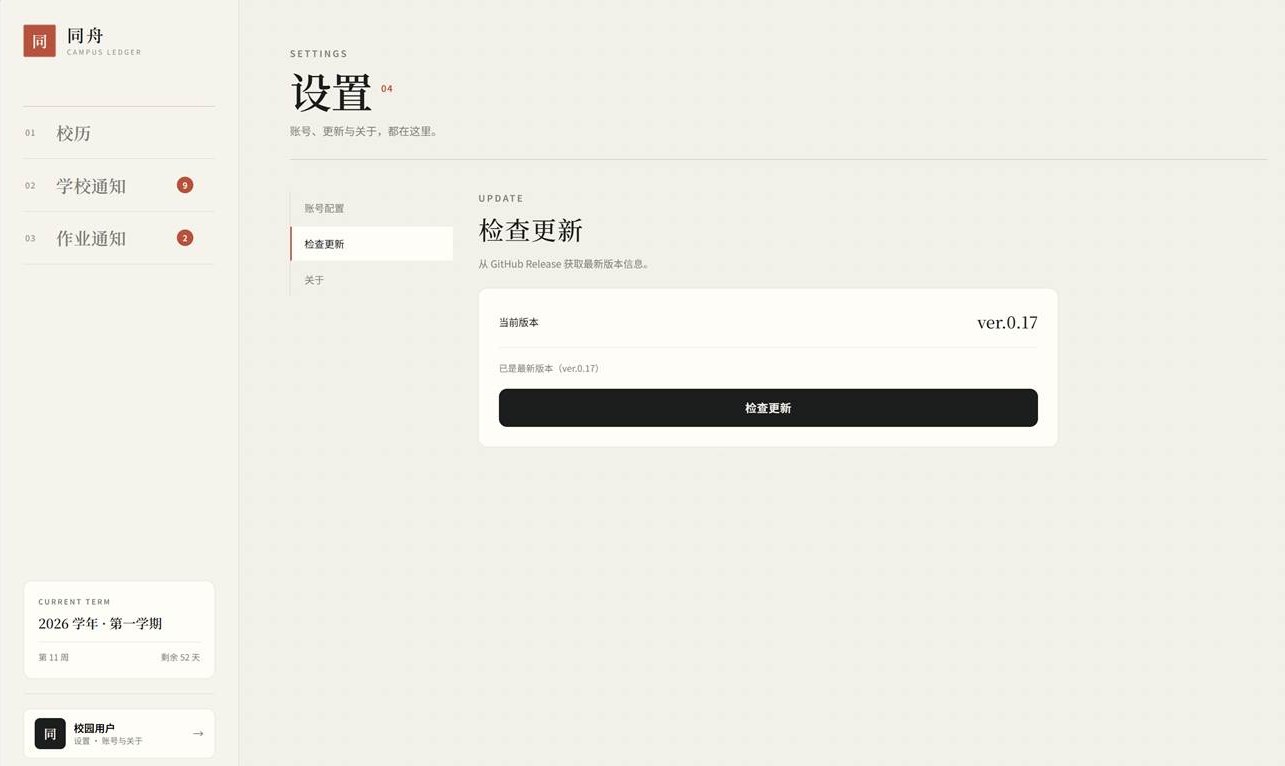 同
同舟
CAMPUS LEDGER
01 校历
02 学校通知 9
03 作业通知 2
CURRENT TERM
2026 学年 · 第一学期
第 11 周 剩余 52 天
同
校园用户
设置 · 账号与关于 →
SETTINGS
设置 04
账号、更新与关于，都在这里。
账号配置
检查更新
关于
UPDATE
检查更新
从 GitHub Release 获取最新版本信息。
当前版本 ver.0.17
已是最新版本（ver.0.17）
检查更新